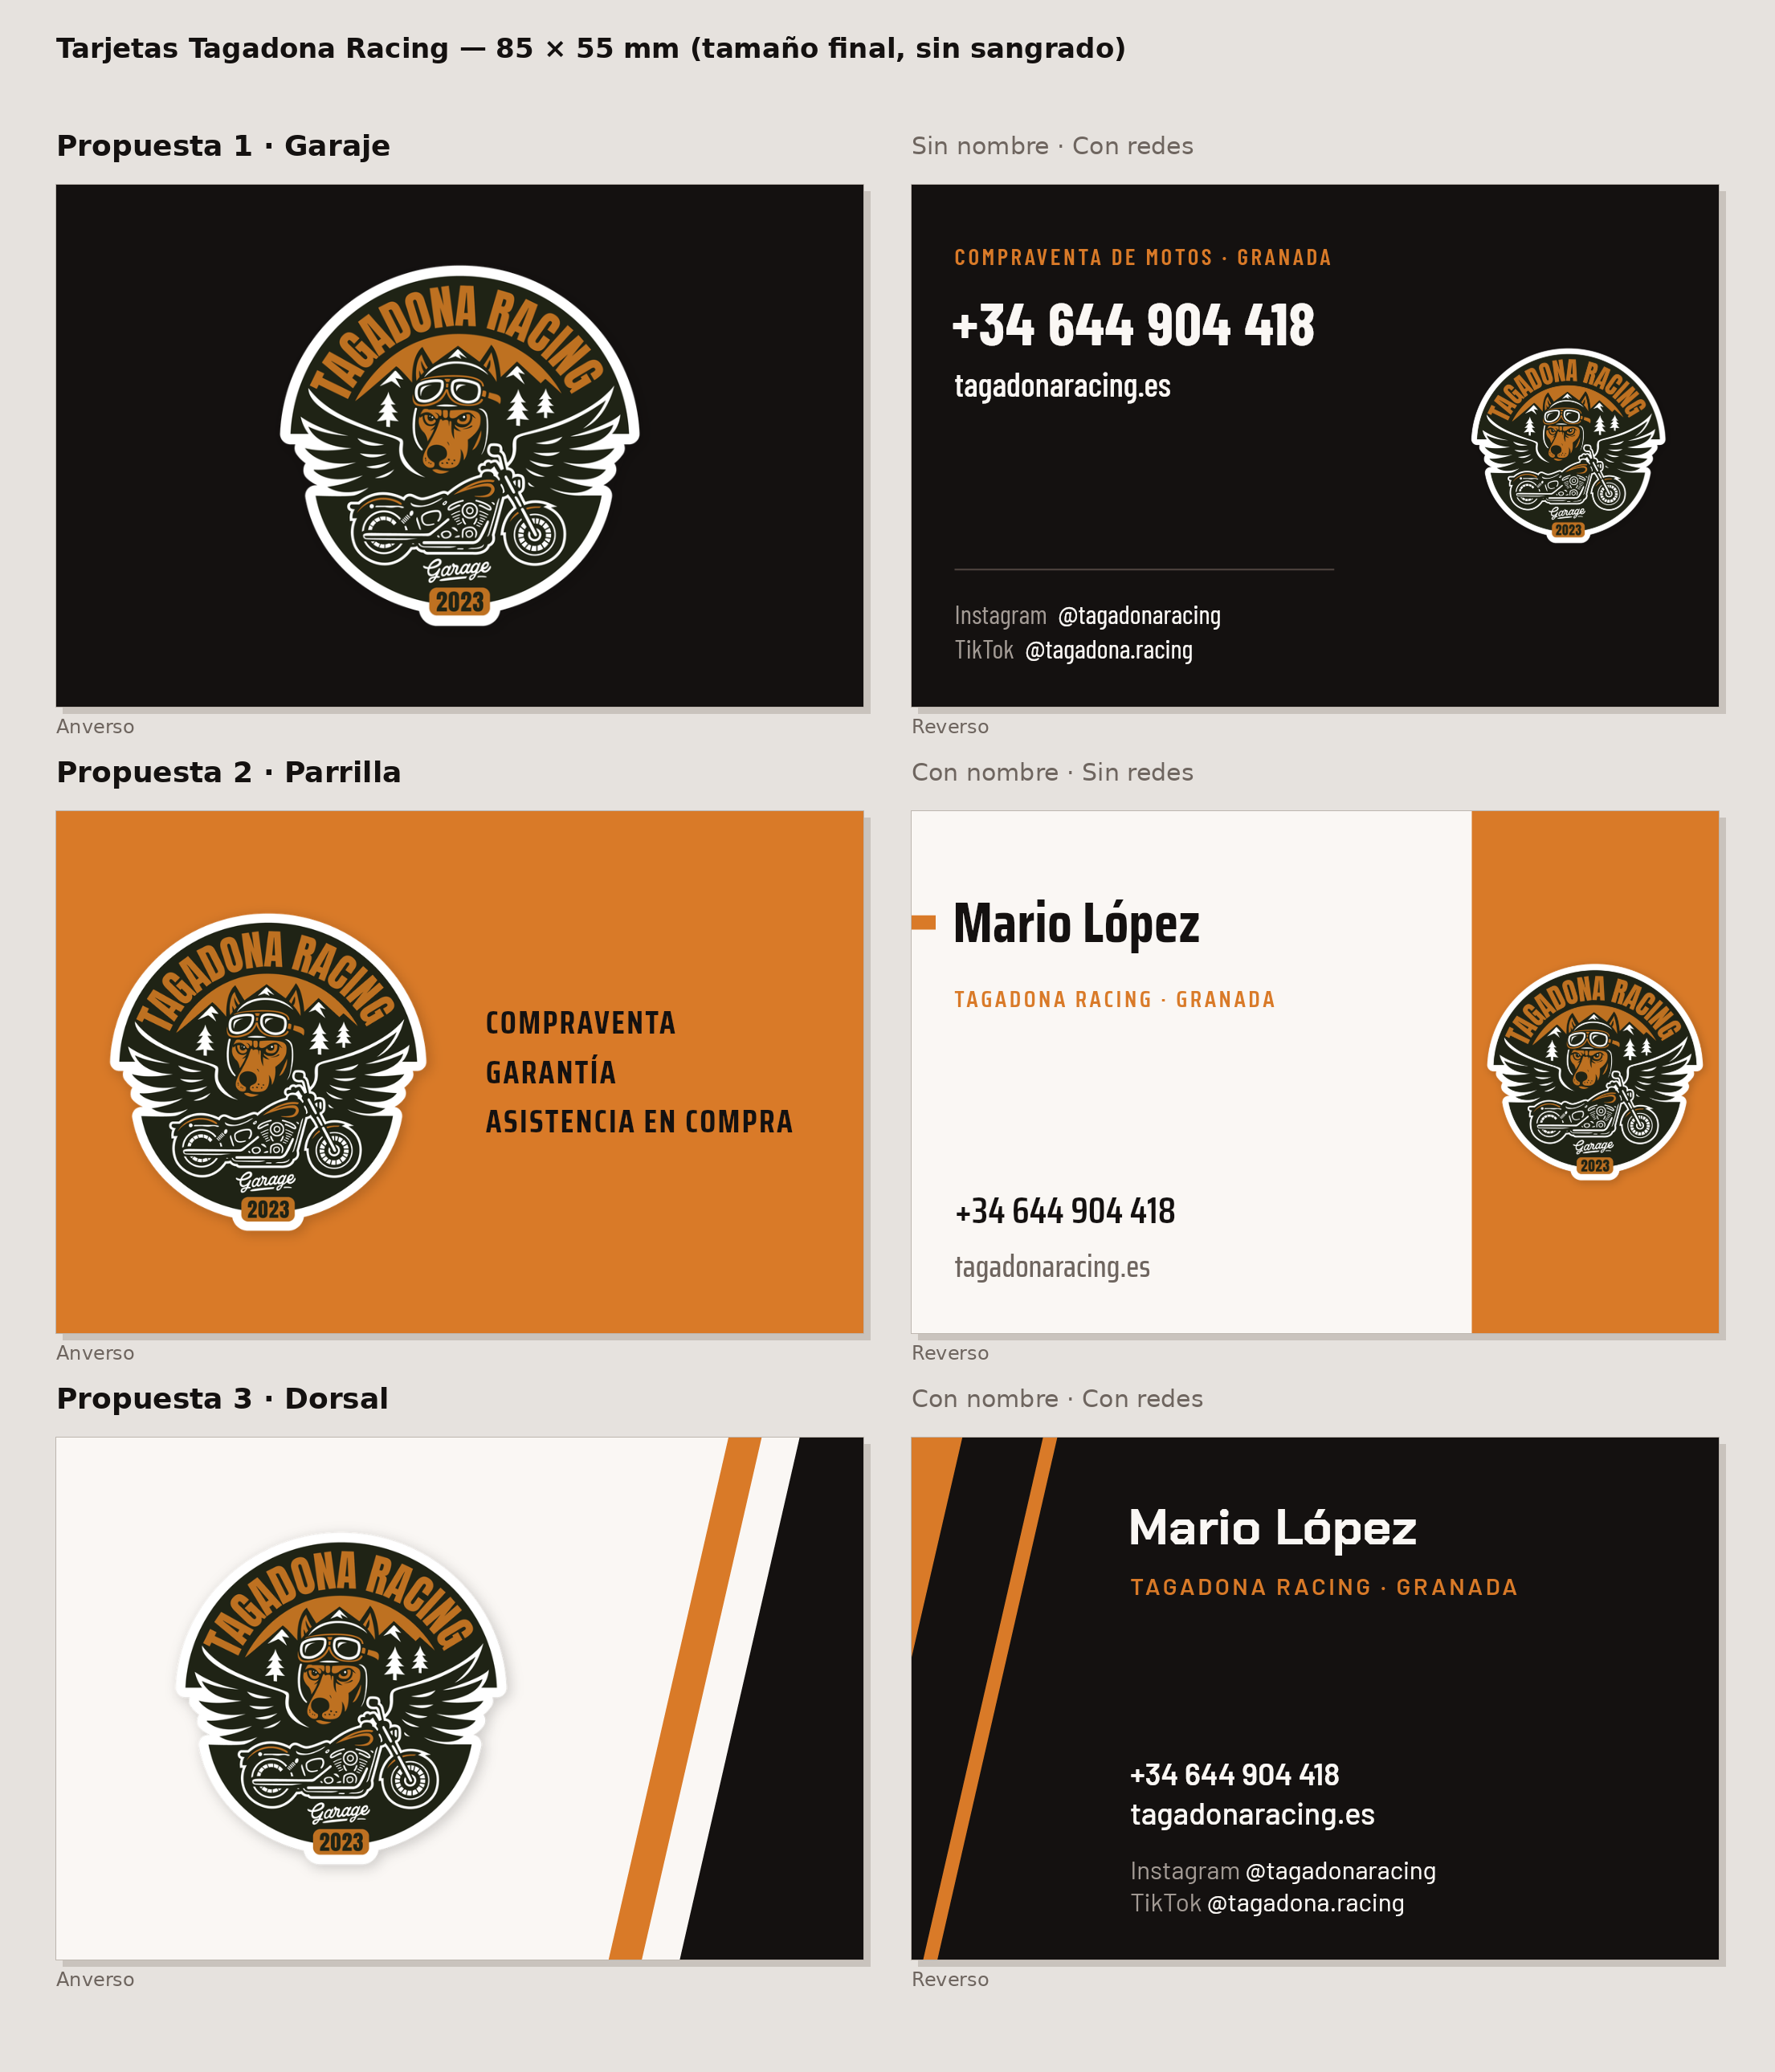 Tarjetas Tagadona Racing — 85 × 55 mm (tamaño final, sin sangrado)
Propuesta 1 · Garaje
Sin nombre · Con redes
TAGADONA RACING
Garage
2023
COMPRAVENTA DE MOTOS · GRANADA
+34 644 904 418
tagadonaracing.es
TAGADONA RACING
Garage
2023
Instagram @tagadonaracing
TikTok @tagadona.racing
Anverso
Reverso
Propuesta 2 · Parrilla
Con nombre · Sin redes
TAGADONA RACING
Garage
2023
COMPRAVENTA
GARANTÍA
ASISTENCIA EN COMPRA
Mario López
TAGADONA RACING · GRANADA
+34 644 904 418
tagadonaracing.es
TAGADONA RACING
Garage
2023
Anverso
Reverso
Propuesta 3 · Dorsal
Con nombre · Con redes
TAGADONA RACING
Garage
2023
Mario López
TAGADONA RACING · GRANADA
+34 644 904 418
tagadonaracing.es
Instagram @tagadonaracing
TikTok @tagadona.racing
Anverso
Reverso